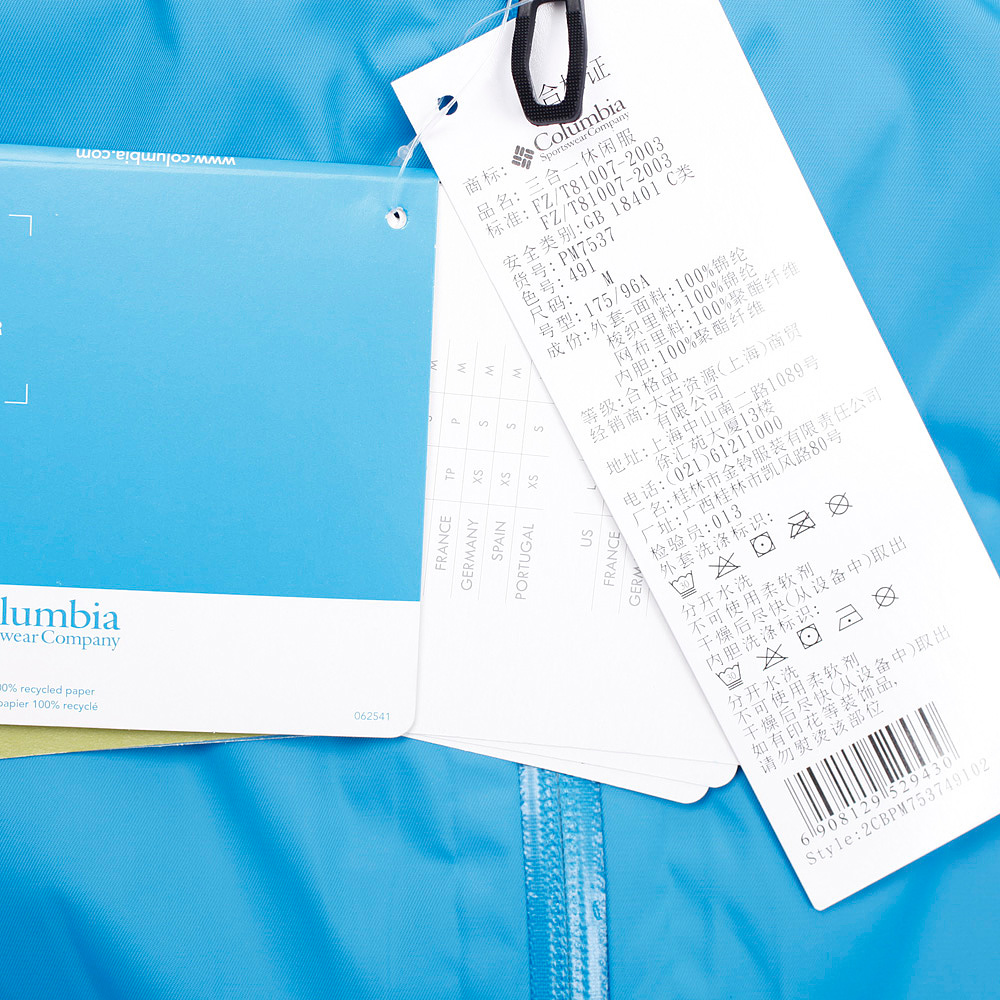 www.columbia.com
lumbia
wear Company
00% recycled paper
papier 100% recyclé
062541
M
M
M
M
P
S
S
S
TP
XS
XS
XS
FRANCE
GERMANY
SPAIN
PORTUGAL
US
FRANCE
GERM
合格证
商标: Columbia
Sportswear Company
品名: 三合一休闲服
标准: FZ/T81007-2003
FZ/T81007-2003
安全类别: GB 18401 C类
货号: PM7537
色号: 491
尺码: M
号型: 175/96A
成份: 外套-面料: 100%锦纶
梭织里料: 100%锦纶
网布里料: 100%聚酯纤维
内胆: 100%聚酯纤维
等级: 合格品
经销商: 太古资源(上海)商贸
有限公司
地址: 上海中山南二路1089号
徐汇苑大厦13楼
电话: (021)61211000
厂名: 桂林市金铃服装有限责任公司
厂址: 广西桂林市凯风路80号
检验员: 013
外套洗涤标识:
分开水洗
不可使用柔软剂
干燥后尽快(从设备中)取出
内胆洗涤标识:
分开水洗
不可使用柔软剂
干燥后尽快(从设备中)取出
如有印花等装饰品,
请勿熨烫该部位
6 908129 529430
Style: 2CBPM753749102